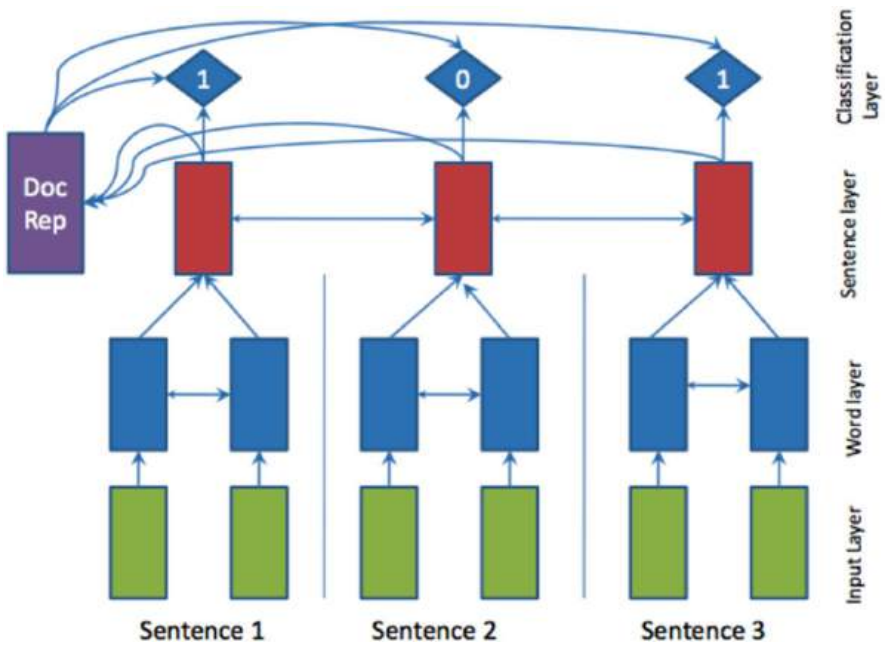 1
0
1
Classification
Layer
Doc
Rep
Sentence layer
Word layer
Input Layer
Sentence 1
Sentence 2
Sentence 3